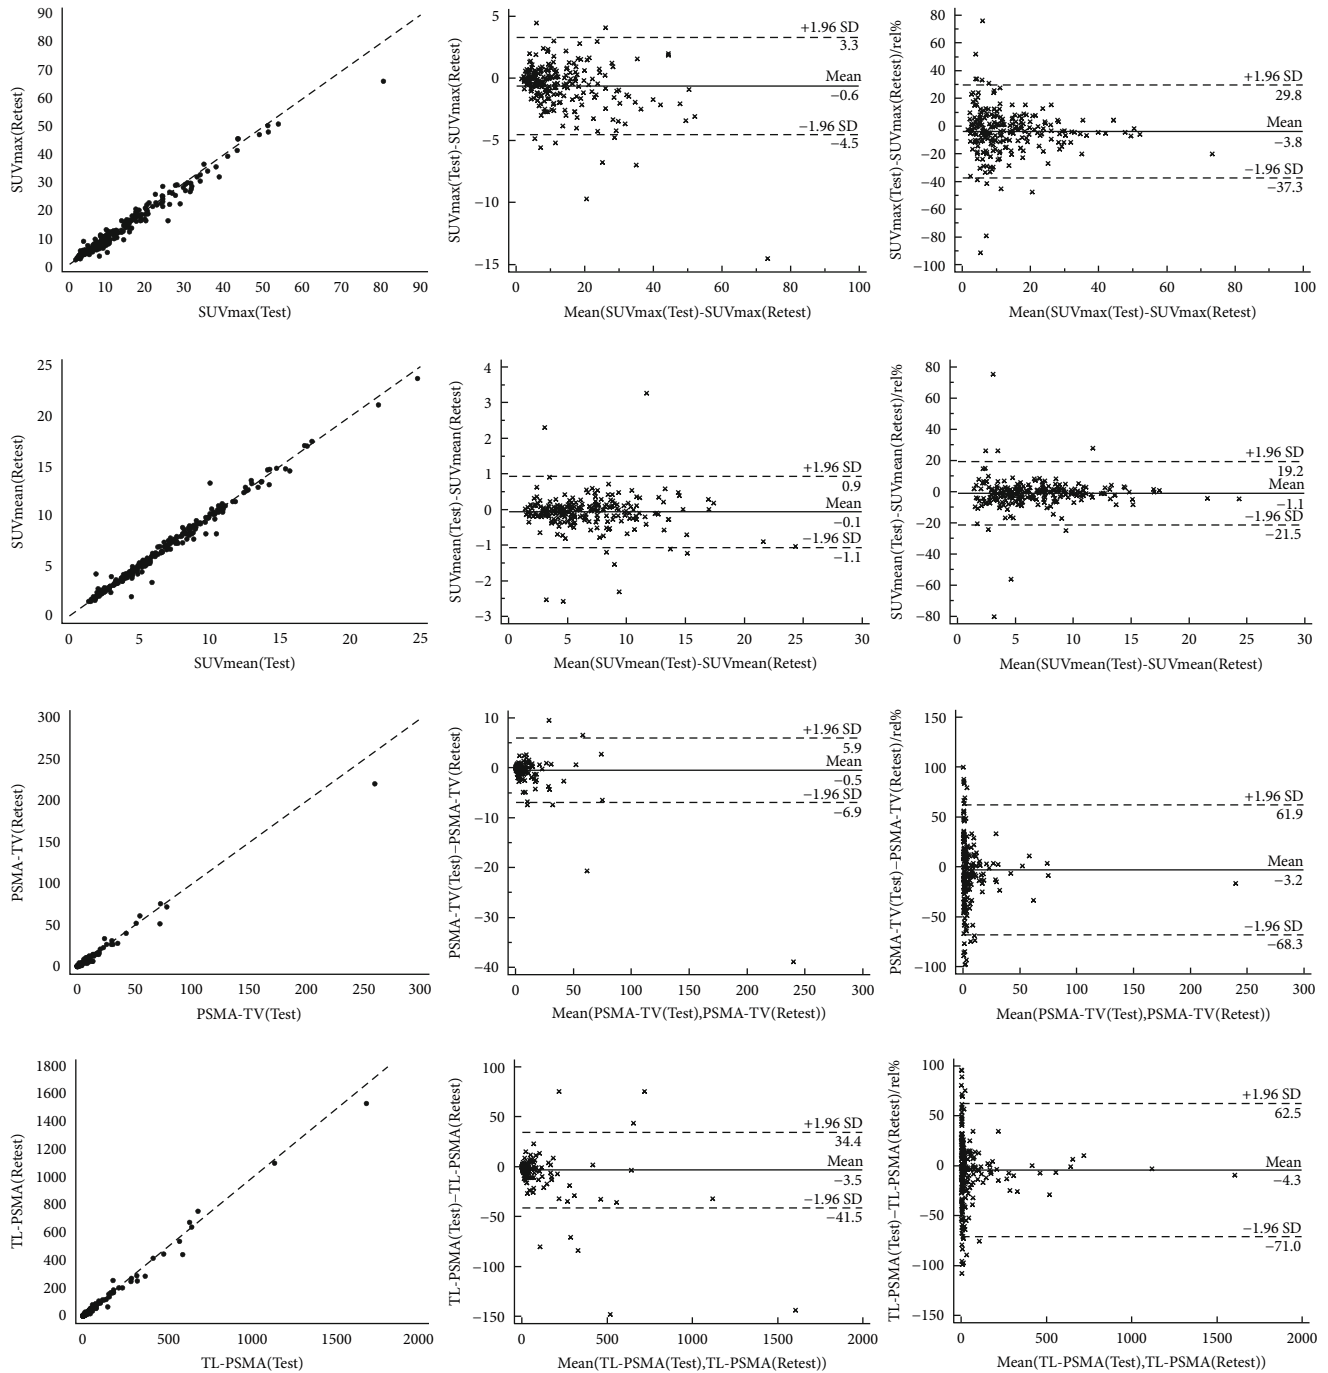 90
80
70
60
50
40
30
20
10
0
SUVmax(Retest)
0 10 20 30 40 50 60 70 80 90
SUVmax(Test)
5
0
−5
−10
−15
SUVmax(Test)-SUVmax(Retest)
+1.96 SD
3.3
Mean
−0.6
−1.96 SD
−4.5
0 20 40 60 80 100
Mean(SUVmax(Test)-SUVmax(Retest)
80
60
40
20
0
−20
−40
−60
−80
−100
SUVmax(Test)-SUVmax(Retest)/rel%
+1.96 SD
29.8
Mean
−3.8
−1.96 SD
−37.3
0 20 40 60 80 100
Mean(SUVmax(Test)-SUVmax(Retest)
25
20
15
10
5
0
SUVmean(Retest)
0 5 10 15 20 25
SUVmean(Test)
4
3
2
1
0
−1
−2
−3
SUVmean(Test)-SUVmean(Retest)
+1.96 SD
0.9
Mean
−0.1
−1.96 SD
−1.1
0 5 10 15 20 25 30
Mean(SUVmean(Test)-SUVmean(Retest)
80
60
40
20
0
−20
−40
−60
−80
SUVmean(Test)-SUVmean(Retest)/rel%
+1.96 SD
19.2
Mean
−1.1
−1.96 SD
−21.5
0 5 10 15 20 25 30
Mean(SUVmean(Test)-SUVmean(Retest)
300
250
200
150
100
50
0
PSMA-TV(Retest)
0 50 100 150 200 250 300
PSMA-TV(Test)
10
0
−10
−20
−30
−40
PSMA-TV(Test)−PSMA-TV(Retest)
+1.96 SD
5.9
Mean
−0.5
−1.96 SD
−6.9
0 50 100 150 200 250 300
Mean(PSMA-TV(Test),PSMA-TV(Retest))
150
100
50
0
−50
−100
PSMA-TV(Test)−PSMA-TV(Retest)/rel%
+1.96 SD
61.9
Mean
−3.2
−1.96 SD
−68.3
0 50 100 150 200 250 300
Mean(PSMA-TV(Test),PSMA-TV(Retest))
1800
1600
1400
1200
1000
800
600
400
200
0
TL-PSMA(Retest)
0 500 1000 1500 2000
TL-PSMA(Test)
100
50
0
−50
−100
−150
TL-PSMA(Test)−TL-PSMA(Retest)
+1.96 SD
34.4
Mean
−3.5
−1.96 SD
−41.5
0 500 1000 1500 2000
Mean(TL-PSMA(Test),TL-PSMA(Retest))
100
50
0
−50
−100
−150
TL-PSMA(Test)−TL-PSMA(Retest)/rel%
+1.96 SD
62.5
Mean
−4.3
−1.96 SD
−71.0
0 500 1000 1500 2000
Mean(TL-PSMA(Test),TL-PSMA(Retest))